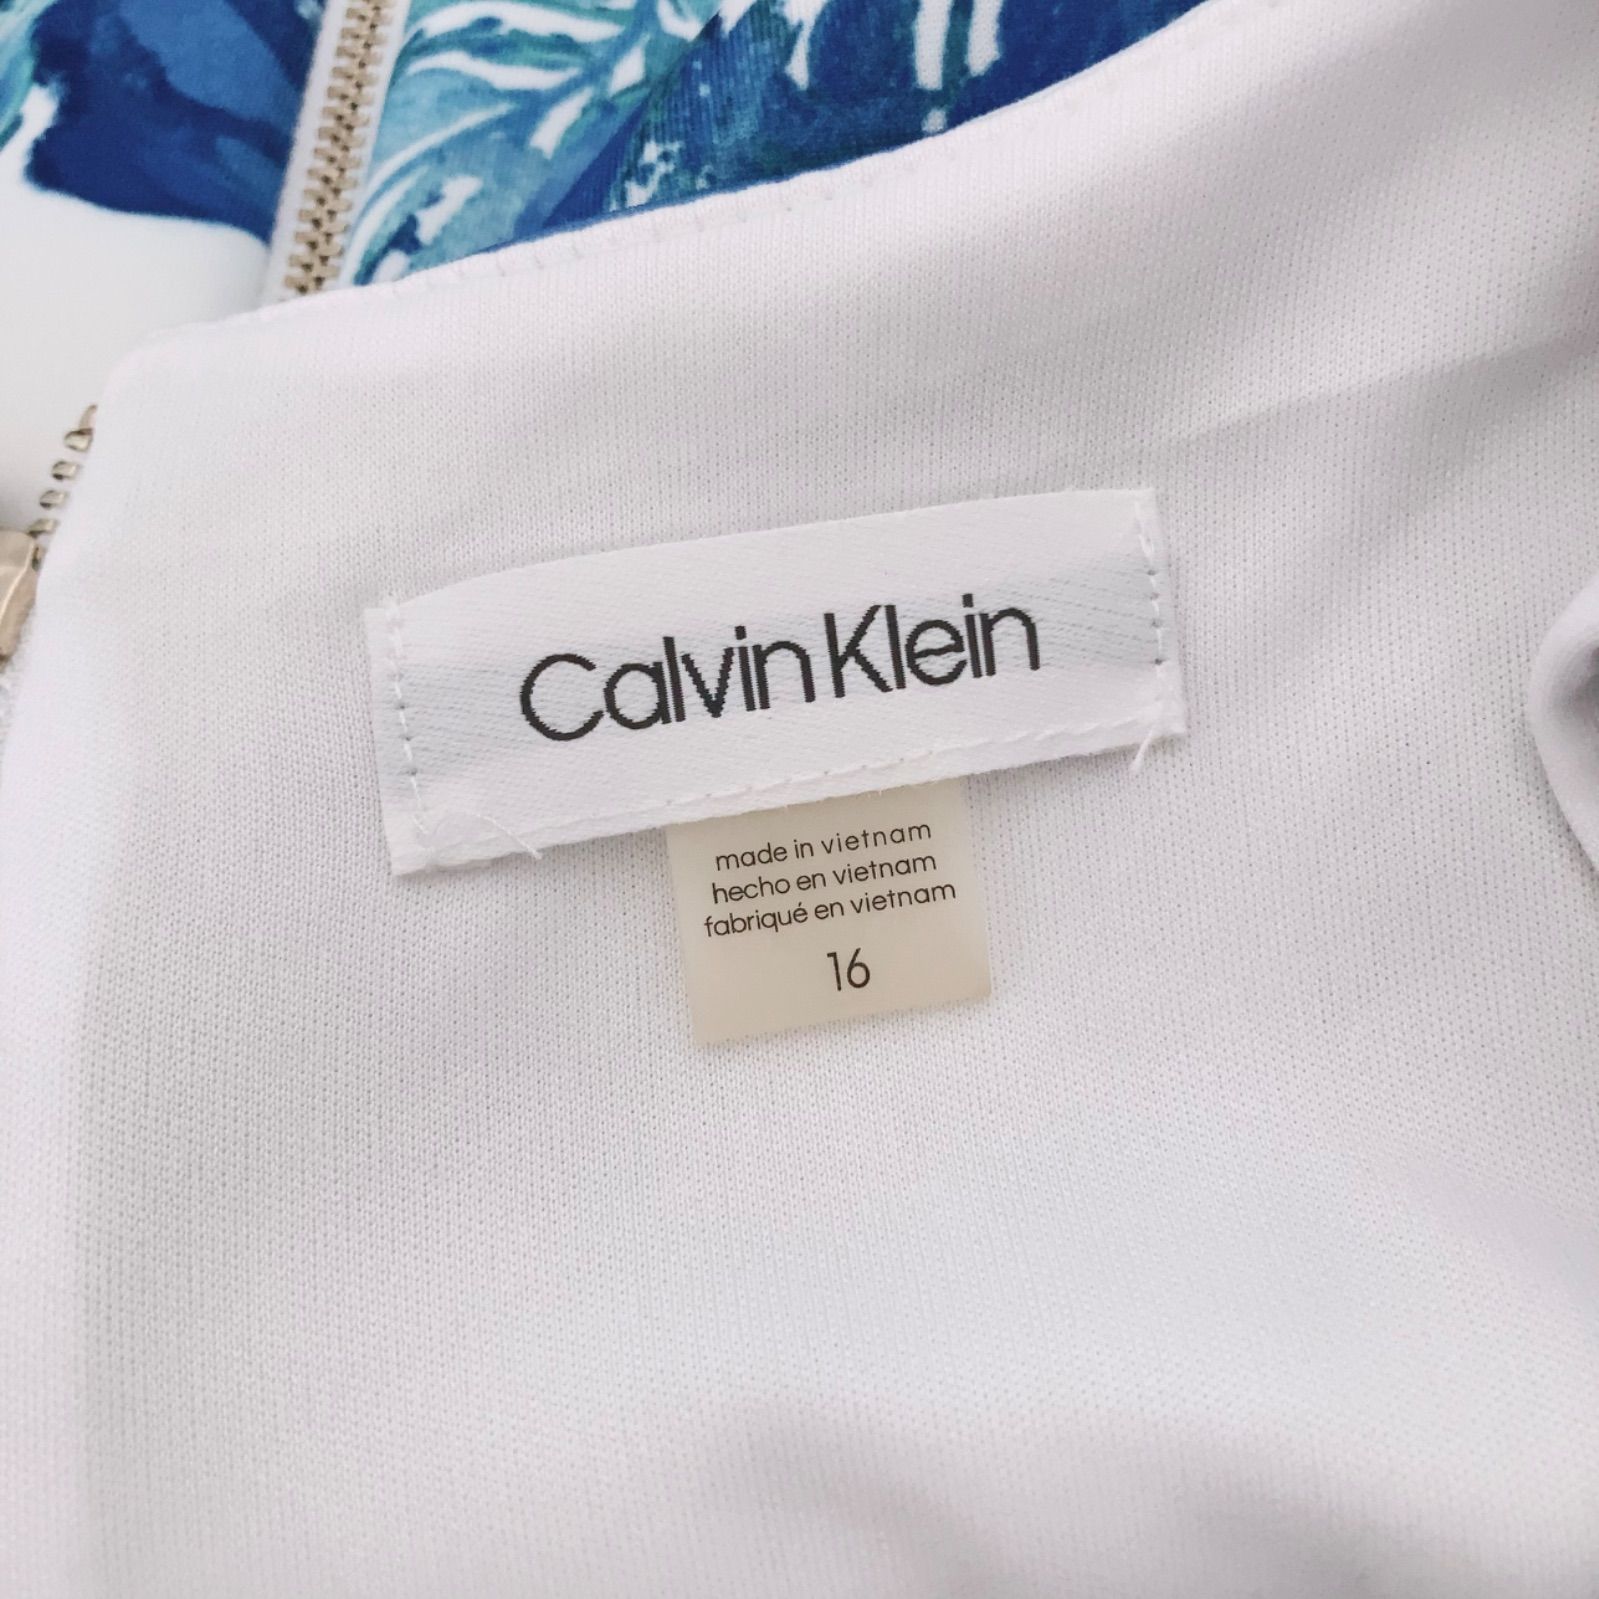 Calvin Klein
made in vietnam
hecho en vietnam
fabriqué en vietnam
16